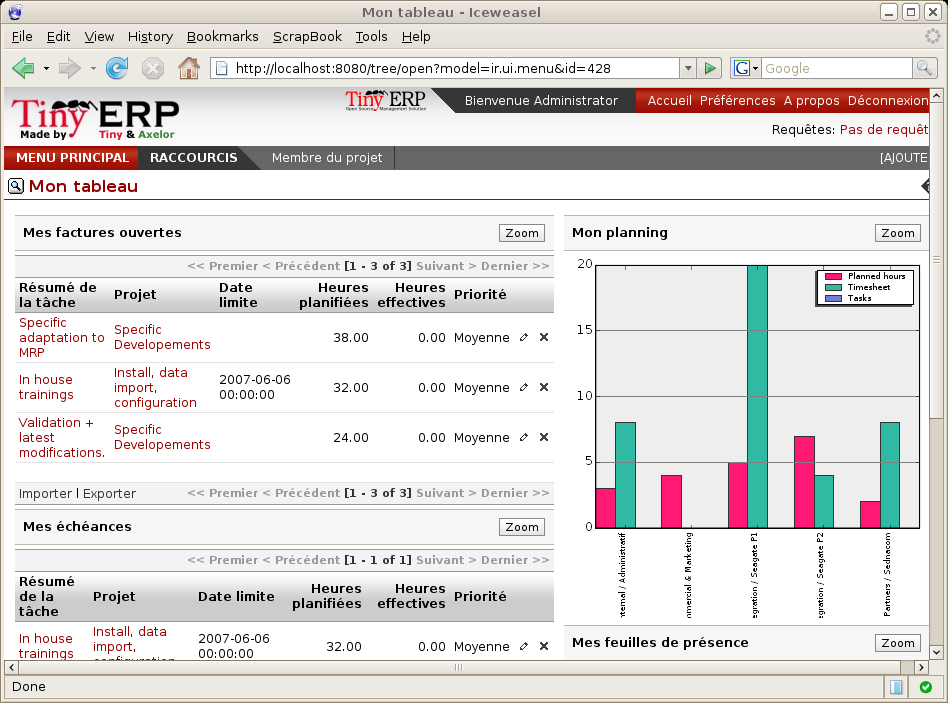 Mon tableau - Iceweasel
File Edit View History Bookmarks ScrapBook Tools Help
http://localhost:8080/tree/open?model=ir.ui.menu&id=428
G Google
Tiny ERP
Made by Tiny & Axelor
Tiny ERP
Open Source Management Solution
Bienvenue Administrator
Accueil Préférences A propos Déconnexion
Requêtes: Pas de requêt
MENU PRINCIPAL RACCOURCIS Membre du projet [AJOUTE
Mon tableau
Mes factures ouvertes Zoom
<< Premier < Précédent [1 - 3 of 3] Suivant > Dernier >>
Résumé de la tâche Projet Date limite Heures planifiées Heures effectives Priorité
Specific adaptation to MRP Specific Developements 38.00 0.00 Moyenne
In house trainings Install, data import, configuration 2007-06-06 00:00:00 32.00 0.00 Moyenne
Validation + latest modifications. Specific Developements 24.00 0.00 Moyenne
Importer | Exporter << Premier < Précédent [1 - 3 of 3] Suivant > Dernier >>
Mes échéances Zoom
<< Premier < Précédent [1 - 1 of 1] Suivant > Dernier >>
Résumé de la tâche Projet Date limite Heures planifiées Heures effectives Priorité
In house trainings Install, data import, configuration 2007-06-06 00:00:00 32.00 0.00 Moyenne
Mon planning Zoom
20
15
10
5
0
Planned hours
Timesheet
Tasks
ternal / Administratif
mmercial & Marketing
egration / Seagate P1
egration / Seagate P2
Partners / Sednacom
Mes feuilles de présence Zoom
Done